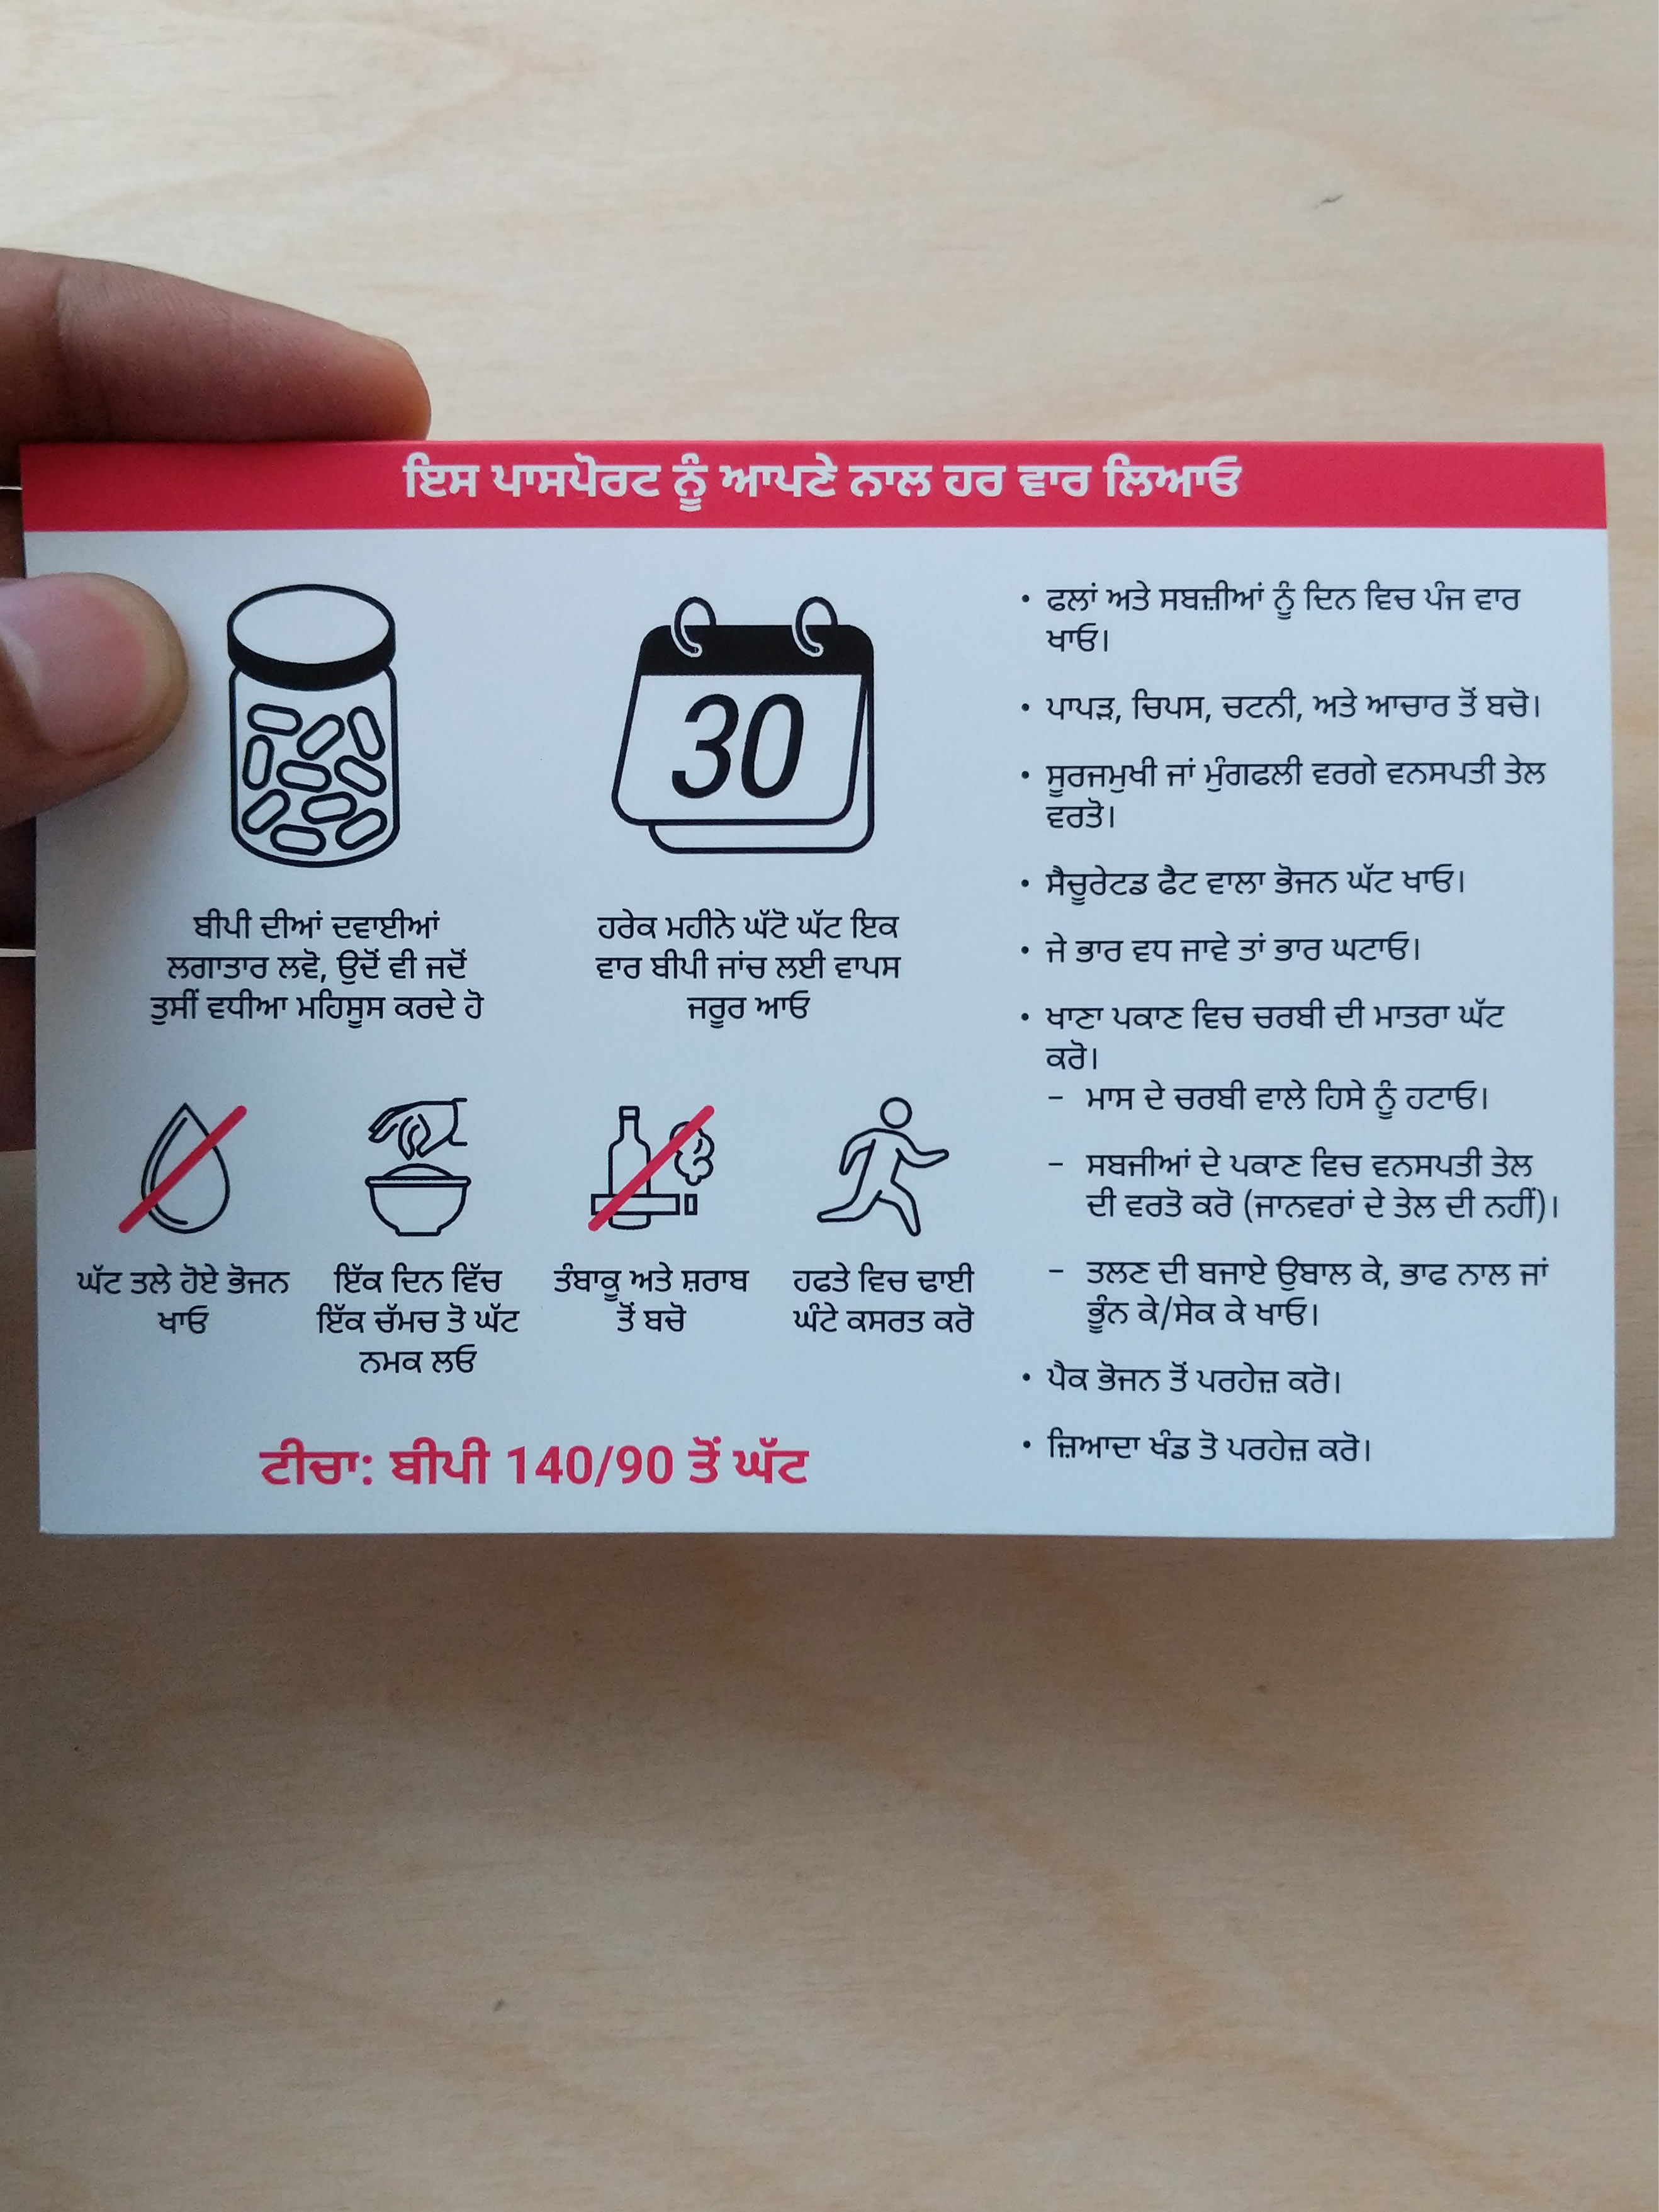 ਇਸ ਪਾਸਪੋਰਟ ਨੂੰ ਆਪਣੇ ਨਾਲ ਹਰ ਵਾਰ ਲਿਆਓ
30
ਬੀਪੀ ਦੀਆਂ ਦਵਾਈਆਂ
ਲਗਾਤਾਰ ਲਵੋ, ਉਦੋਂ ਵੀ ਜਦੋਂ
ਤੁਸੀਂ ਵਧੀਆ ਮਹਿਸੂਸ ਕਰਦੇ ਹੋ
ਹਰੇਕ ਮਹੀਨੇ ਘੱਟੋ ਘੱਟ ਇਕ
ਵਾਰ ਬੀਪੀ ਜਾਂਚ ਲਈ ਵਾਪਸ
ਜਰੂਰ ਆਓ
ਘੱਟ ਤਲੇ ਹੋਏ ਭੋਜਨ
ਖਾਓ
ਇੱਕ ਦਿਨ ਵਿੱਚ
ਇੱਕ ਚੱਮਚ ਤੋ ਘੱਟ
ਨਮਕ ਲਓ
ਤੰਬਾਕੂ ਅਤੇ ਸ਼ਰਾਬ
ਤੋਂ ਬਚੋ
ਹਫਤੇ ਵਿਚ ਢਾਈ
ਘੰਟੇ ਕਸਰਤ ਕਰੋ
ਟੀਚਾ: ਬੀਪੀ 140/90 ਤੋਂ ਘੱਟ
• ਫਲਾਂ ਅਤੇ ਸਬਜ਼ੀਆਂ ਨੂੰ ਦਿਨ ਵਿਚ ਪੰਜ ਵਾਰ
ਖਾਓ।
• ਪਾਪੜ, ਚਿਪਸ, ਚਟਨੀ, ਅਤੇ ਆਚਾਰ ਤੋਂ ਬਚੋ।
• ਸੂਰਜਮੁਖੀ ਜਾਂ ਮੁੰਗਫਲੀ ਵਰਗੇ ਵਨਸਪਤੀ ਤੇਲ
ਵਰਤੋ।
• ਸੈਚੂਰੇਟਡ ਫੈਟ ਵਾਲਾ ਭੋਜਨ ਘੱਟ ਖਾਓ।
• ਜੇ ਭਾਰ ਵਧ ਜਾਵੇ ਤਾਂ ਭਾਰ ਘਟਾਓ।
• ਖਾਣਾ ਪਕਾਣ ਵਿਚ ਚਰਬੀ ਦੀ ਮਾਤਰਾ ਘੱਟ
ਕਰੋ।
– ਮਾਸ ਦੇ ਚਰਬੀ ਵਾਲੇ ਹਿਸੇ ਨੂੰ ਹਟਾਓ।
– ਸਬਜੀਆਂ ਦੇ ਪਕਾਣ ਵਿਚ ਵਨਸਪਤੀ ਤੇਲ
ਦੀ ਵਰਤੋ ਕਰੋ (ਜਾਨਵਰਾਂ ਦੇ ਤੇਲ ਦੀ ਨਹੀਂ)।
– ਤਲਣ ਦੀ ਬਜਾਏ ਉਬਾਲ ਕੇ, ਭਾਫ ਨਾਲ ਜਾਂ
ਭੂੰਨ ਕੇ/ਸੇਕ ਕੇ ਖਾਓ।
• ਪੈਕ ਭੋਜਨ ਤੋਂ ਪਰਹੇਜ਼ ਕਰੋ।
• ਜ਼ਿਆਦਾ ਖੰਡ ਤੋ ਪਰਹੇਜ਼ ਕਰੋ।